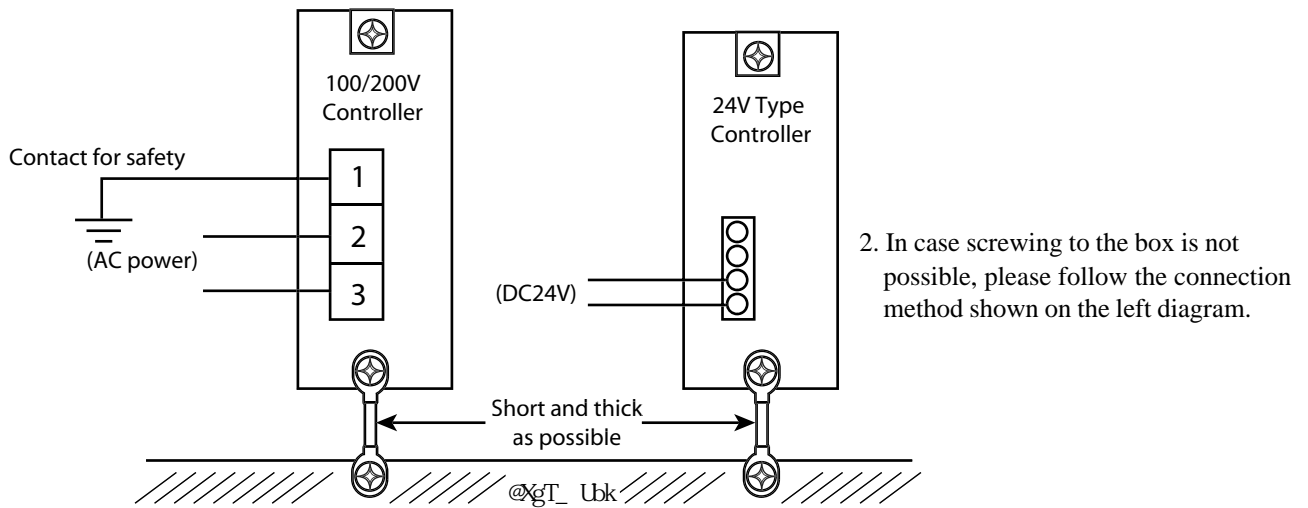 100/200V
Controller
Contact for safety
1
2
3
(AC power)
24V Type
Controller
(DC24V)
2. In case screwing to the box is not
possible, please follow the connection
method shown on the left diagram.
Short and thick
as possible
@XgT_ Ubk